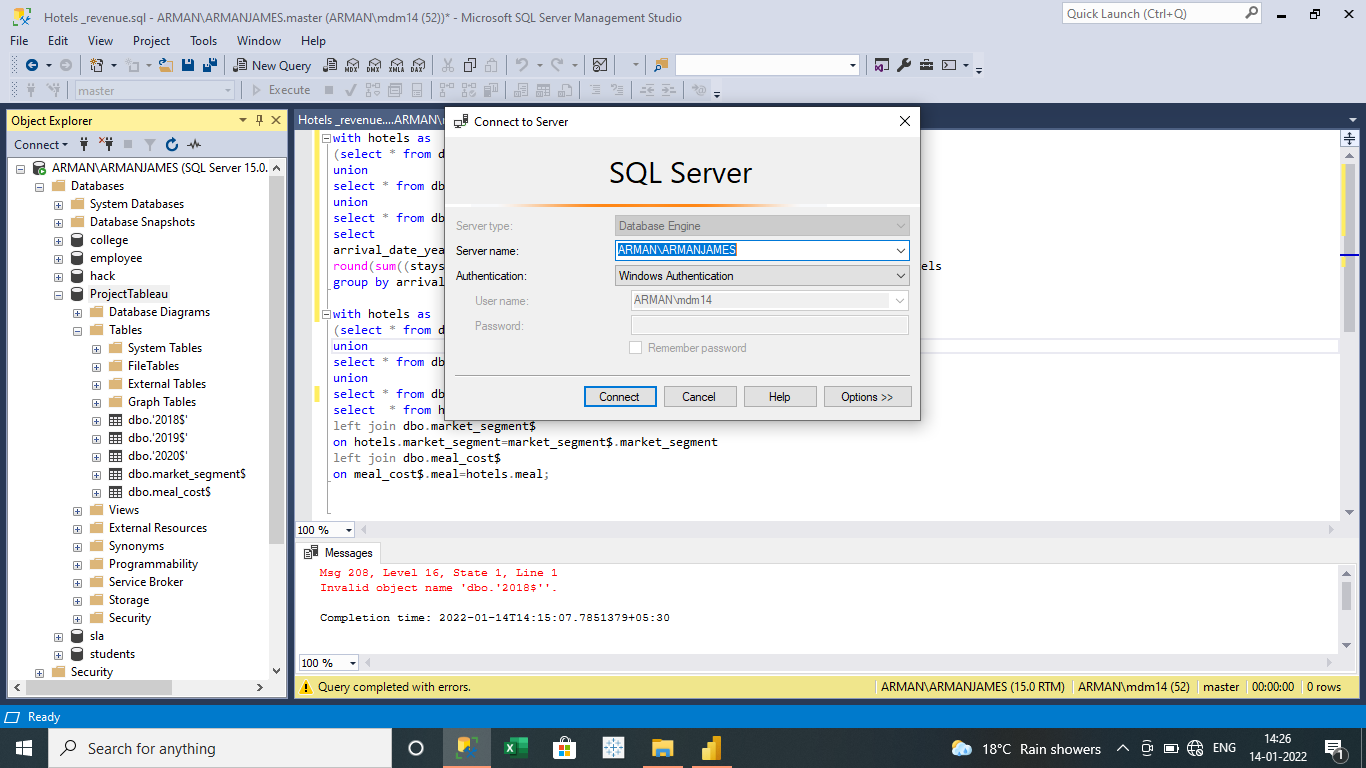 Hotels _revenue.sql - ARMAN\ARMANJAMES.master (ARMAN\mdm14 (52))* - Microsoft SQL Server Management Studio
Quick Launch (Ctrl+Q)
File Edit View Project Tools Window Help
New Query
MDX DMX XMLA DAX
master
Execute
Object Explorer
Connect
ARMAN\ARMANJAMES (SQL Server 15.0.
Databases
System Databases
Database Snapshots
college
employee
hack
ProjectTableau
Database Diagrams
Tables
System Tables
FileTables
External Tables
Graph Tables
dbo.'2018$'
dbo.'2019$'
dbo.'2020$'
dbo.market_segment$
dbo.meal_cost$
Views
External Resources
Synonyms
Programmability
Service Broker
Storage
Security
sla
students
Security
Hotels _revenue....ARMAN\
with hotels as
(select * from d
union
select * from db
union
select * from db
select
arrival_date_yea
round(sum((stays
els
group by arrival
with hotels as
(select * from d
union
select * from db
union
select * from db
select  * from h
left join dbo.market_segment$
on hotels.market_segment=market_segment$.market_segment
left join dbo.meal_cost$
on meal_cost$.meal=hotels.meal;
100 %
Connect to Server
SQL Server
Server type: Database Engine
Server name: ARMAN\ARMANJAMES
Authentication: Windows Authentication
User name: ARMAN\mdm14
Password:
Remember password
Connect Cancel Help Options >>
Messages
Msg 208, Level 16, State 1, Line 1
Invalid object name 'dbo.'2018$''.
Completion time: 2022-01-14T14:15:07.7851379+05:30
100 %
Query completed with errors.
ARMAN\ARMANJAMES (15.0 RTM) ARMAN\mdm14 (52) master 00:00:00 0 rows
Ready
Search for anything
18°C Rain showers
ENG
14:26
14-01-2022
1